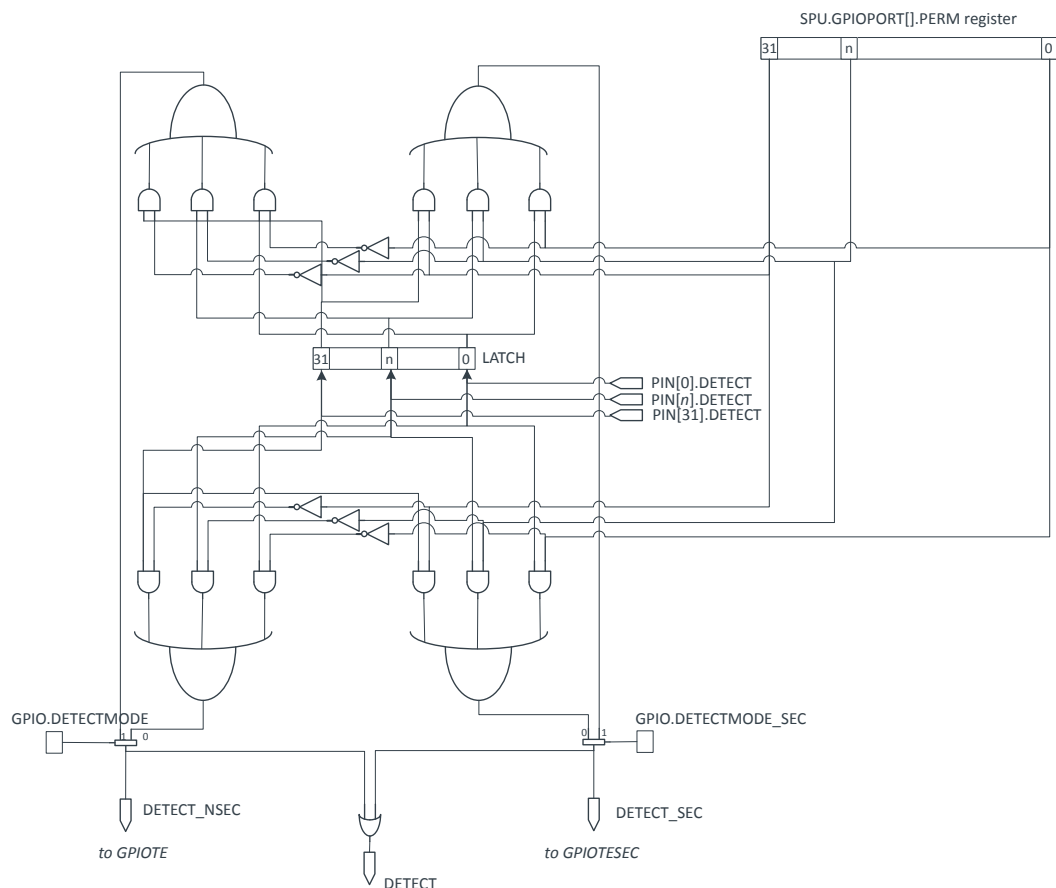 SPU.GPIOPORT[].PERM register
31 n 0
31 n 0 LATCH
PIN[0].DETECT
PIN[n].DETECT
PIN[31].DETECT
GPIO.DETECTMODE
1 0
0 1
GPIO.DETECTMODE_SEC
DETECT_NSEC
DETECT_SEC
to GPIOTE
to GPIOTESEC
DETECT